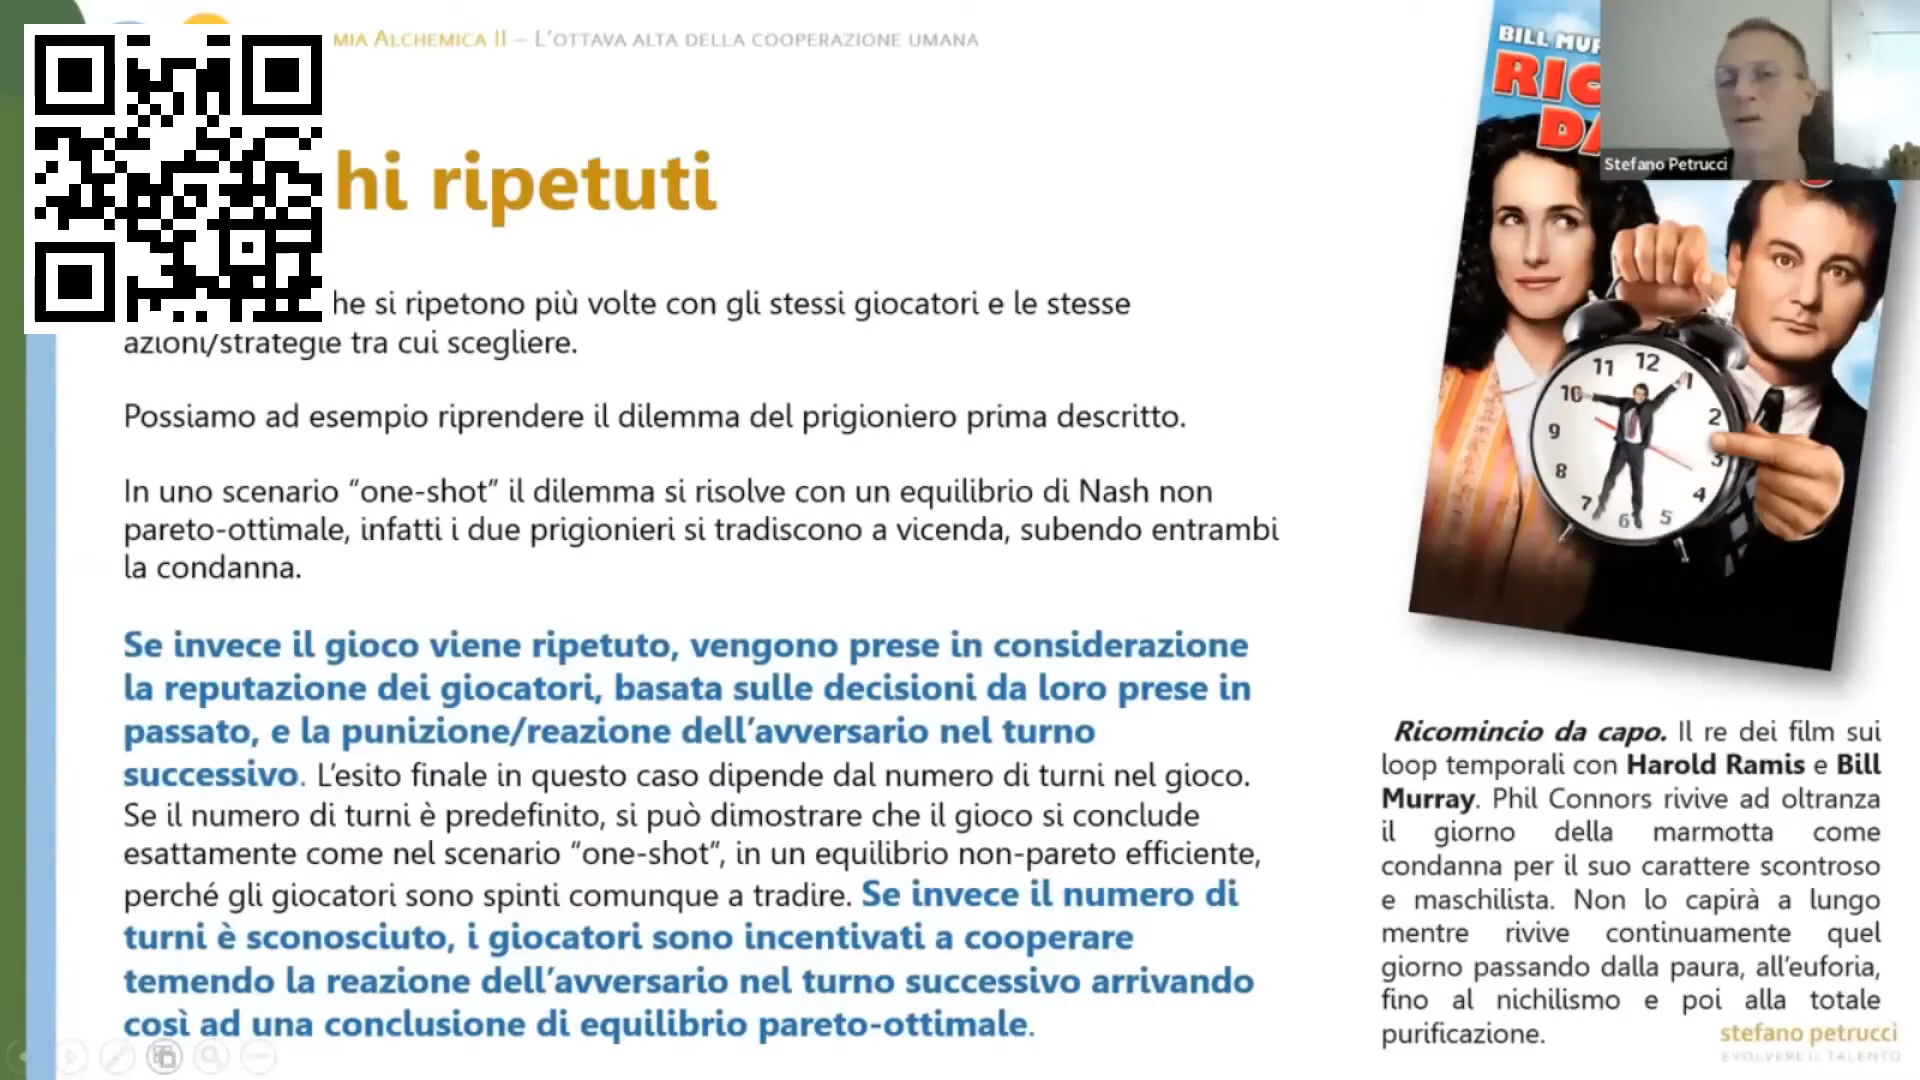 MIA ALCHEMICA II – L'OTTAVA ALTA DELLA COOPERAZIONE UMANA
hi ripetuti
he si ripetono più volte con gli stessi giocatori e le stesse
azioni/strategie tra cui scegliere.
Possiamo ad esempio riprendere il dilemma del prigioniero prima descritto.
In uno scenario “one-shot” il dilemma si risolve con un equilibrio di Nash non
pareto-ottimale, infatti i due prigionieri si tradiscono a vicenda, subendo entrambi
la condanna.
Se invece il gioco viene ripetuto, vengono prese in considerazione
la reputazione dei giocatori, basata sulle decisioni da loro prese in
passato, e la punizione/reazione dell’avversario nel turno
successivo. L’esito finale in questo caso dipende dal numero di turni nel gioco.
Se il numero di turni è predefinito, si può dimostrare che il gioco si conclude
esattamente come nel scenario “one-shot”, in un equilibrio non-pareto efficiente,
perché gli giocatori sono spinti comunque a tradire. Se invece il numero di
turni è sconosciuto, i giocatori sono incentivati a cooperare
temendo la reazione dell’avversario nel turno successivo arrivando
così ad una conclusione di equilibrio pareto-ottimale.
BILL MUR
RIC
DA
Stefano Petrucci
11 12 1
10 2
9 3
8 4
7 6 5
Ricomincio da capo. Il re dei film sui
loop temporali con Harold Ramis e Bill
Murray. Phil Connors rivive ad oltranza
il giorno della marmotta come
condanna per il suo carattere scontroso
e maschilista. Non lo capirà a lungo
mentre rivive continuamente quel
giorno passando dalla paura, all’euforia,
fino al nichilismo e poi alla totale
purificazione.
stefano petrucci
EVOLVERE IL TALENTO